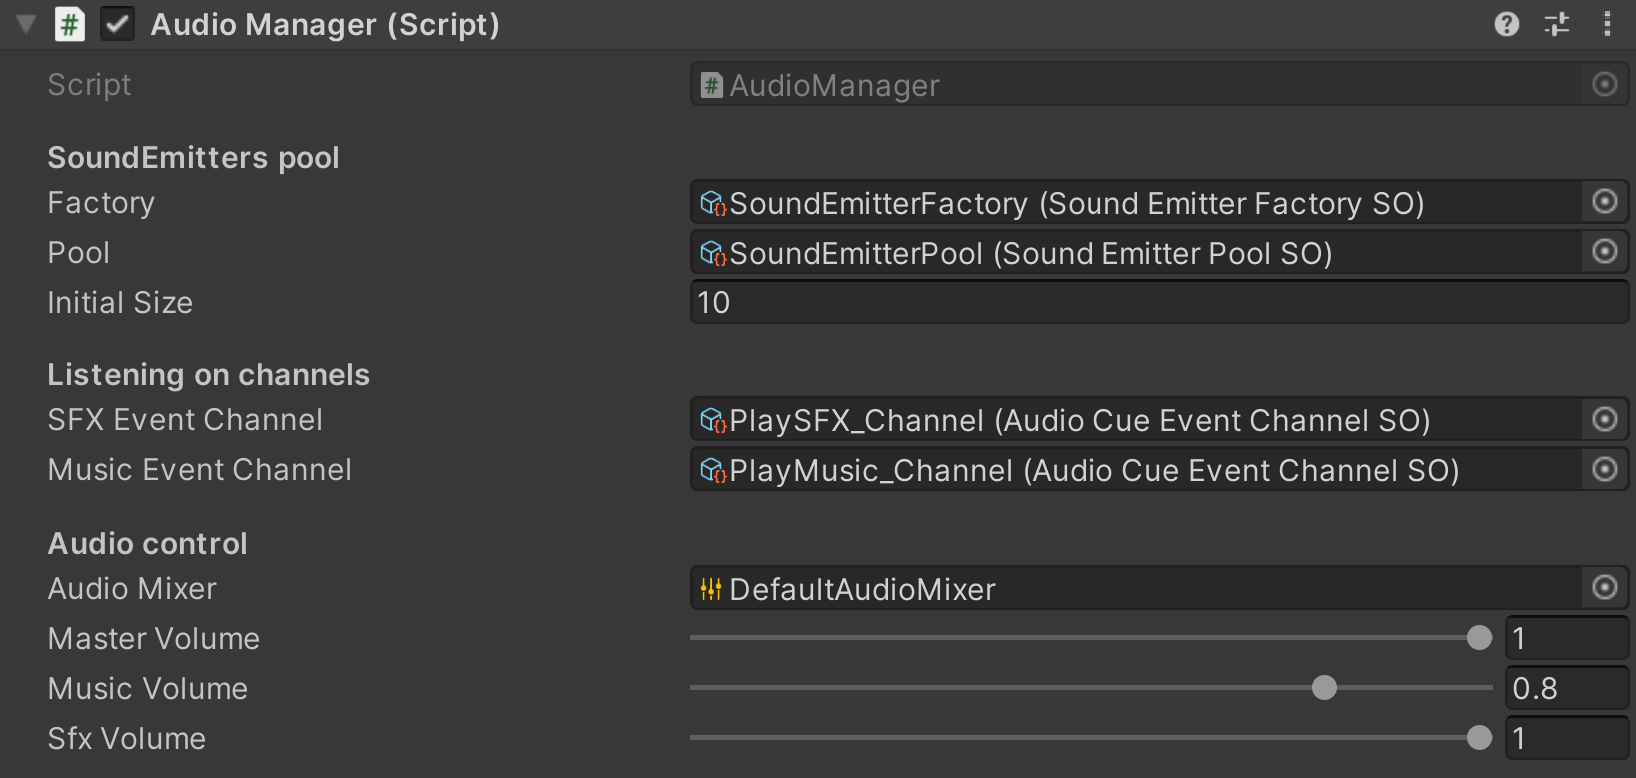 Audio Manager (Script)
Script AudioManager
SoundEmitters pool
Factory SoundEmitterFactory (Sound Emitter Factory SO)
Pool SoundEmitterPool (Sound Emitter Pool SO)
Initial Size 10
Listening on channels
SFX Event Channel PlaySFX_Channel (Audio Cue Event Channel SO)
Music Event Channel PlayMusic_Channel (Audio Cue Event Channel SO)
Audio control
Audio Mixer DefaultAudioMixer
Master Volume 1
Music Volume 0.8
Sfx Volume 1